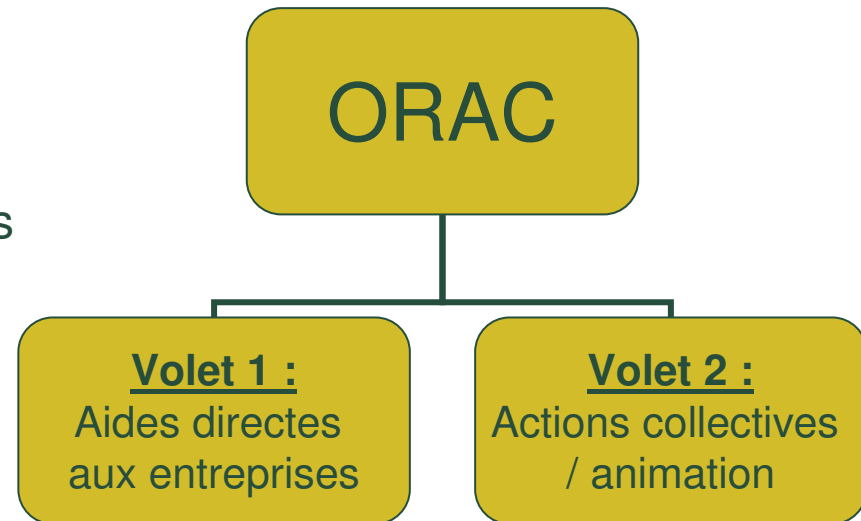 ORAC
s
Volet 1 :
Aides directes
aux entreprises
Volet 2 :
Actions collectives
/ animation